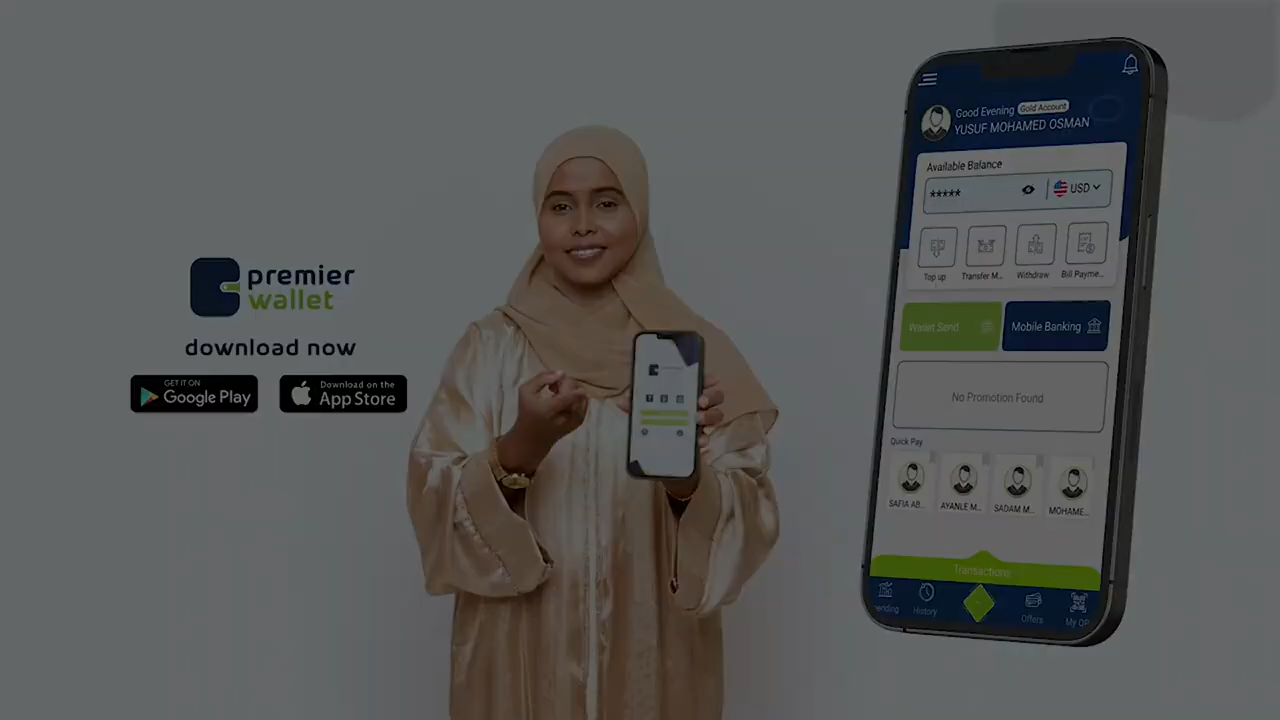 premier
wallet
download now
GET IT ON
Google Play
Download on the
App Store
Good Evening Gold Account
YUSUF MOHAMED OSMAN
Available Balance
***** USD
Top up Transfer M... Withdraw Bill Payme...
Wallet Send Mobile Banking
No Promotion Found
Quick Pay
SAFIA AB... AYANLE M... SADAM M... MOHAME...
Transactions
History Offers My QP